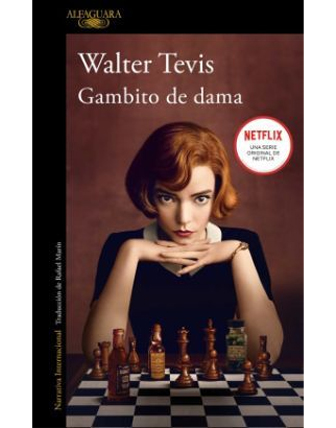 ALFAGUARA
Walter Tevis
Gambito de dama
NETFLIX
UNA SERIE
ORIGINAL DE
NETFLIX
Narrativa Internacional Traducción de Rafael Marín